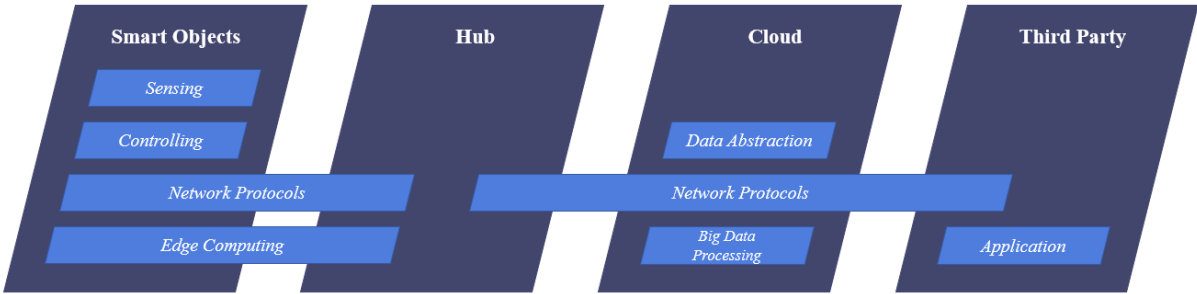 Smart Objects
Hub
Cloud
Third Party
Sensing
Controlling
Data Abstraction
Network Protocols
Network Protocols
Edge Computing
Big Data
Processing
Application